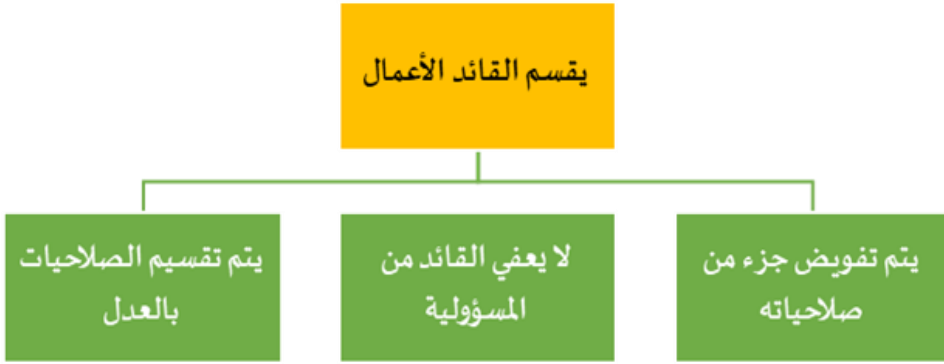 يقسم القائد الأعمال
يتم تفويض جزء من
صلاحياته
لا يعفي القائد من
المسؤولية
يتم تقسيم الصلاحيات
بالعدل